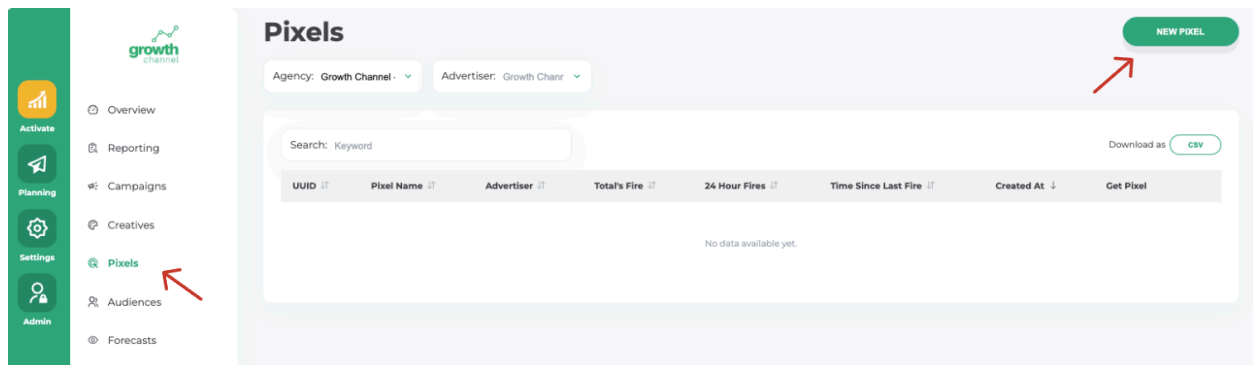 growth
channel
Activate
Planning
Settings
Admin
Overview
Reporting
Campaigns
Creatives
Pixels
Audiences
Forecasts
Pixels
NEW PIXEL
Agency: Growth Channel -
Advertiser: Growth Chanr
Search: Keyword
Download as CSV
UUID Pixel Name Advertiser Total's Fire 24 Hour Fires Time Since Last Fire Created At Get Pixel
No data available yet.